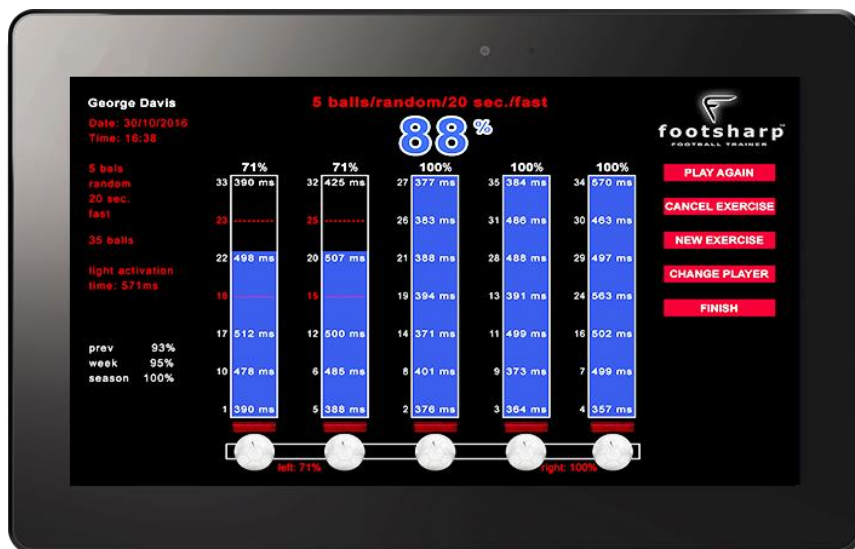 George Davis
Date: 30/10/2016
Time: 16:38
5 bals
random
20 sec.
fast
35 balls
light activation
time: 571ms
prev 93%
week 95%
season 100%
5 balls/random/20 sec./fast
88%
71% 71% 100% 100% 100%
33 390 ms 32 425 ms 27 377 ms 35 384 ms 34 570 ms
23 25 26 383 ms 31 486 ms 30 463 ms
22 498 ms 20 507 ms 21 388 ms 28 488 ms 29 497 ms
18 15 19 394 ms 13 391 ms 24 563 ms
17 512 ms 12 500 ms 14 371 ms 11 499 ms 16 502 ms
10 478 ms 6 485 ms 8 401 ms 9 373 ms 7 499 ms
1 390 ms 5 388 ms 2 376 ms 3 364 ms 4 357 ms
left: 71% right: 100%
footsharp™
FOOTBALL TRAINER
PLAY AGAIN
CANCEL EXERCISE
NEW EXERCISE
CHANGE PLAYER
FINISH